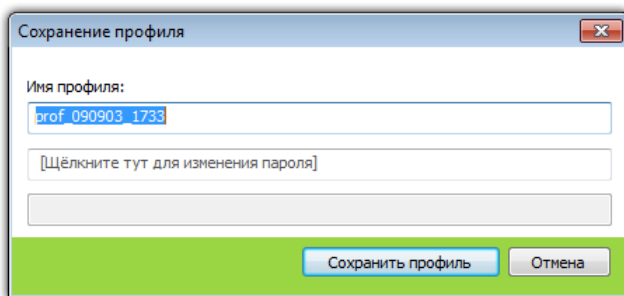 Сохранение профиля
Имя профиля:
prof_090903_1733
[Щёлкните тут для изменения пароля]
Сохранить профиль Отмена